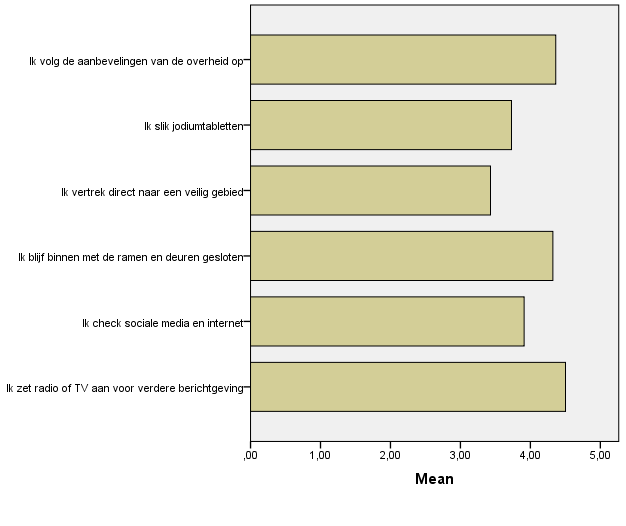 Ik volg de aanbevelingen van de overheid op
Ik slik jodiumtabletten
Ik vertrek direct naar een veilig gebied
Ik blijf binnen met de ramen en deuren gesloten
Ik check sociale media en internet
Ik zet radio of TV aan voor verdere berichtgeving
,00 1,00 2,00 3,00 4,00 5,00
Mean